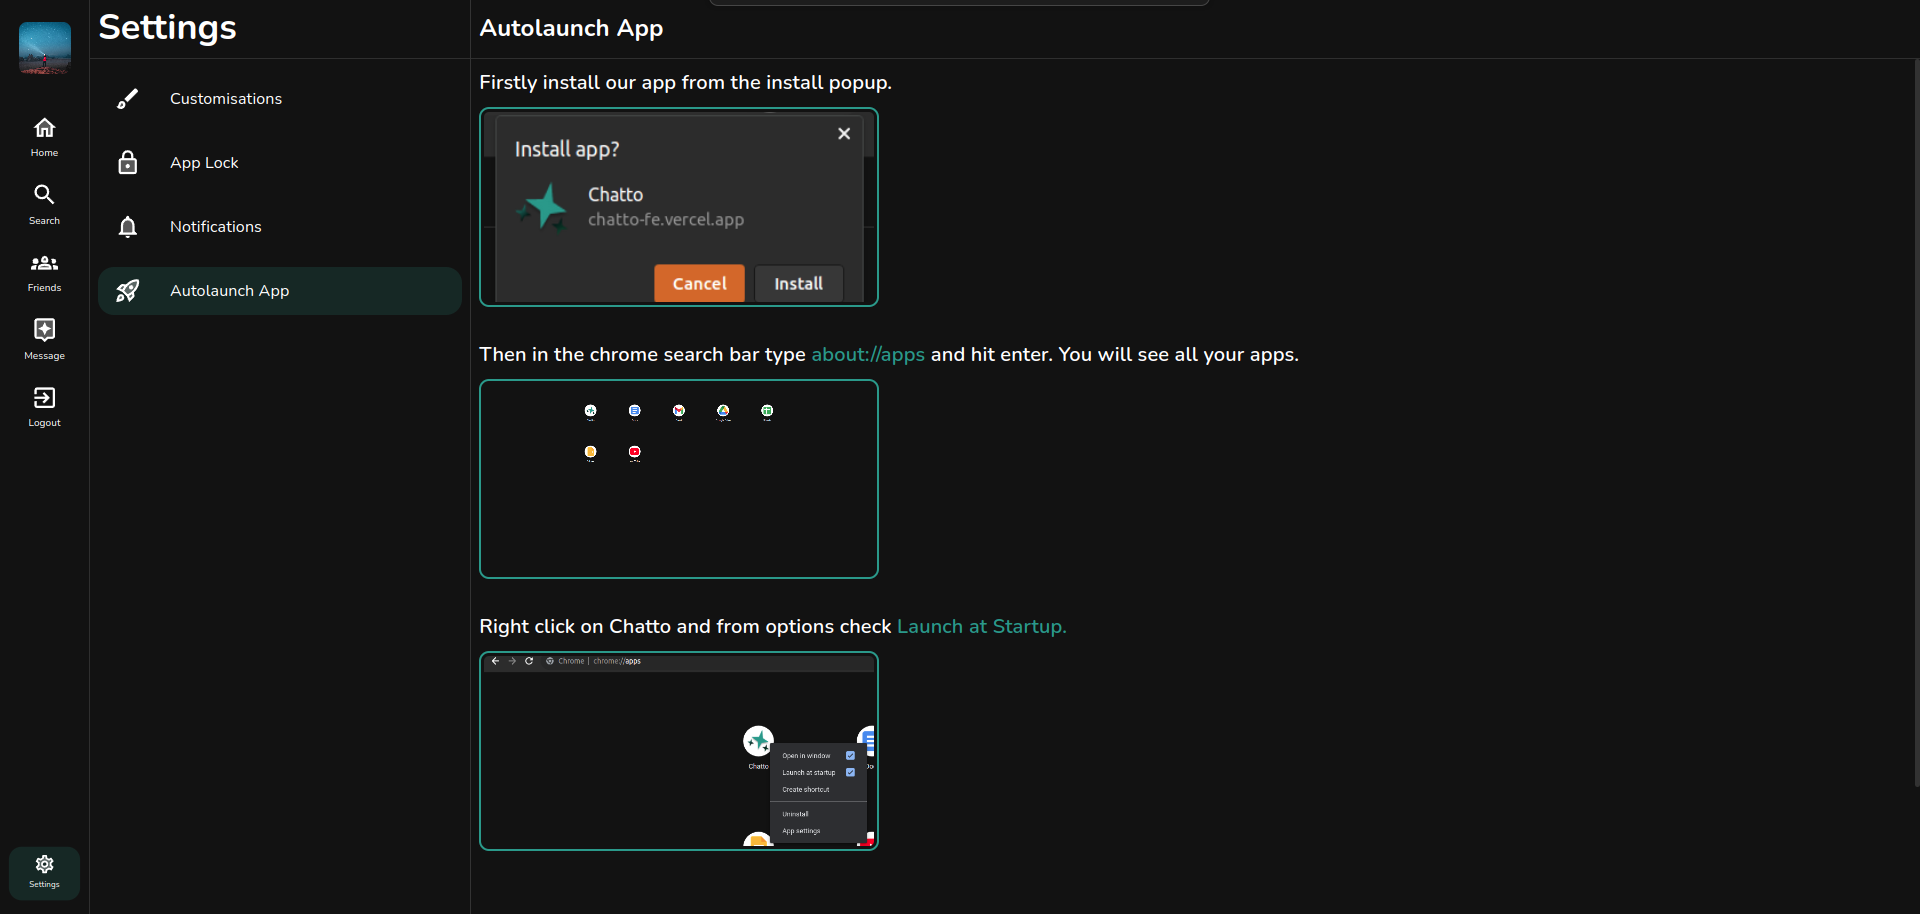 Settings
Autolaunch App
Home
Search
Friends
Message
Logout
Settings
Customisations
App Lock
Notifications
Autolaunch App
Firstly install our app from the install popup.
Install app?
Chatto
chatto-fe.vercel.app
Cancel
Install
Then in the chrome search bar type about://apps and hit enter. You will see all your apps.
Right click on Chatto and from options check Launch at Startup.
Chrome | chrome://apps
Chatto
Open in window
Launch at startup
Create shortcut
Uninstall
App settings